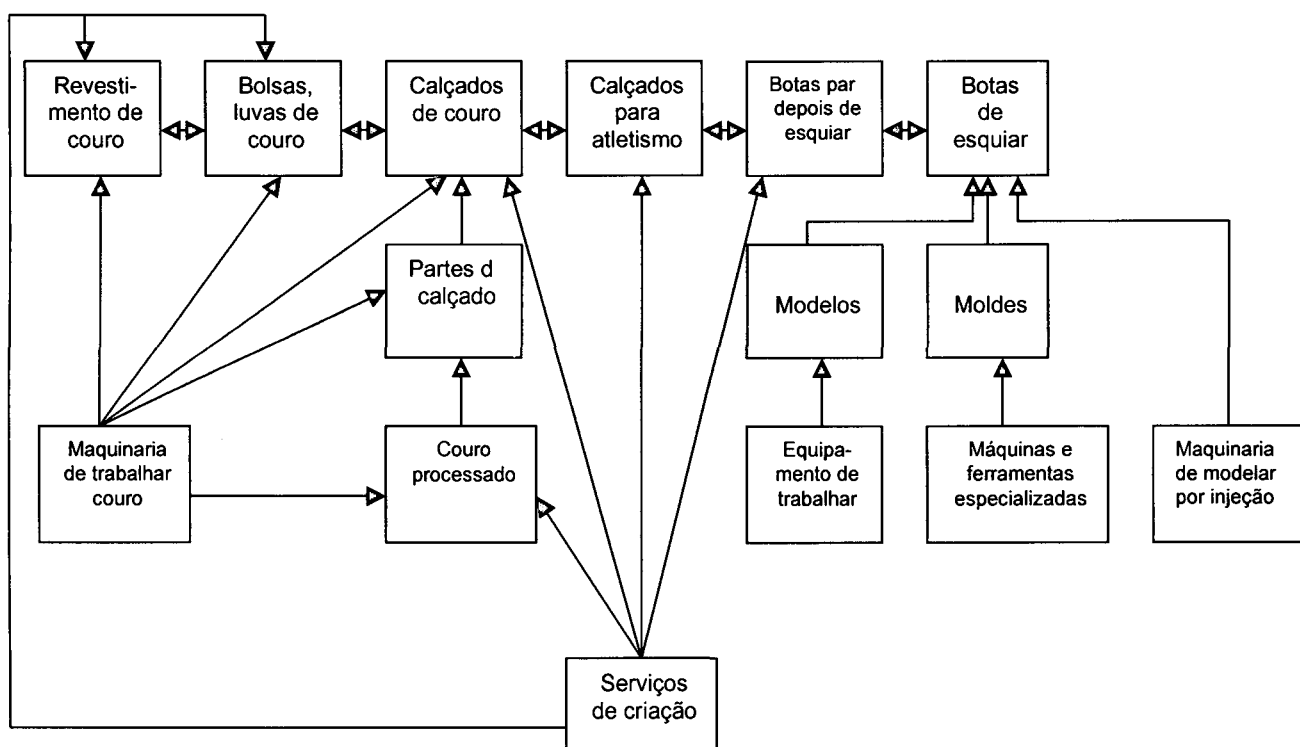 Revesti-
mento de
couro
Bolsas,
luvas de
couro
Calçados
de couro
Calçados
para
atletismo
Botas par
depois de
esquiar
Botas
de
esquiar
Partes d
calçado
Modelos
Moldes
Maquinaria
de trabalhar
couro
Couro
processado
Equipa-
mento de
trabalhar
Máquinas e
ferramentas
especializadas
Maquinaria
de modelar
por injeção
Serviços
de criação